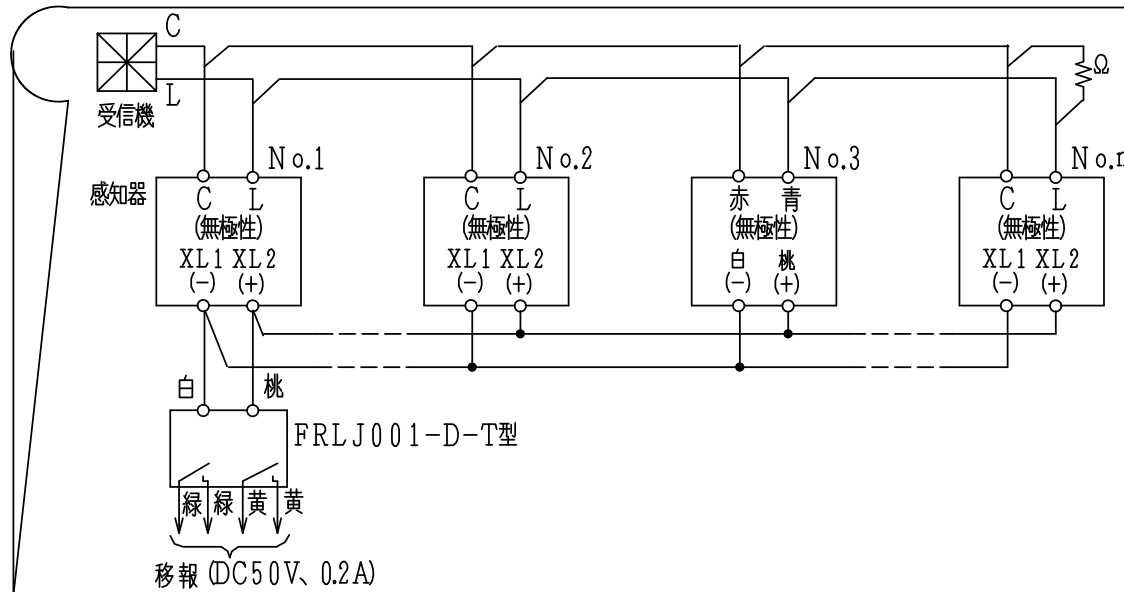 C
L
受信機
Ω
No.1
No.2
No.3
No.n
感知器
C L
(無極性)
XL1 XL2
(-) (+)
C L
(無極性)
XL1 XL2
(-) (+)
赤 青
(無極性)
白 桃
(-) (+)
C L
(無極性)
XL1 XL2
(-) (+)
白 桃
FRLJ001-D-T型
緑 緑 黄 黄
移報 (DC50V、0.2A)